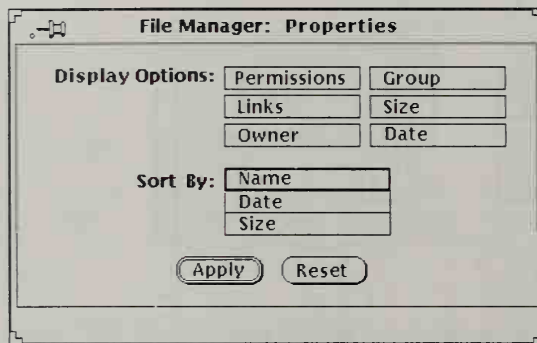 File Manager: Properties
Display Options: Permissions Group
Links Size
Owner Date
Sort By: Name
Date
Size
Apply Reset